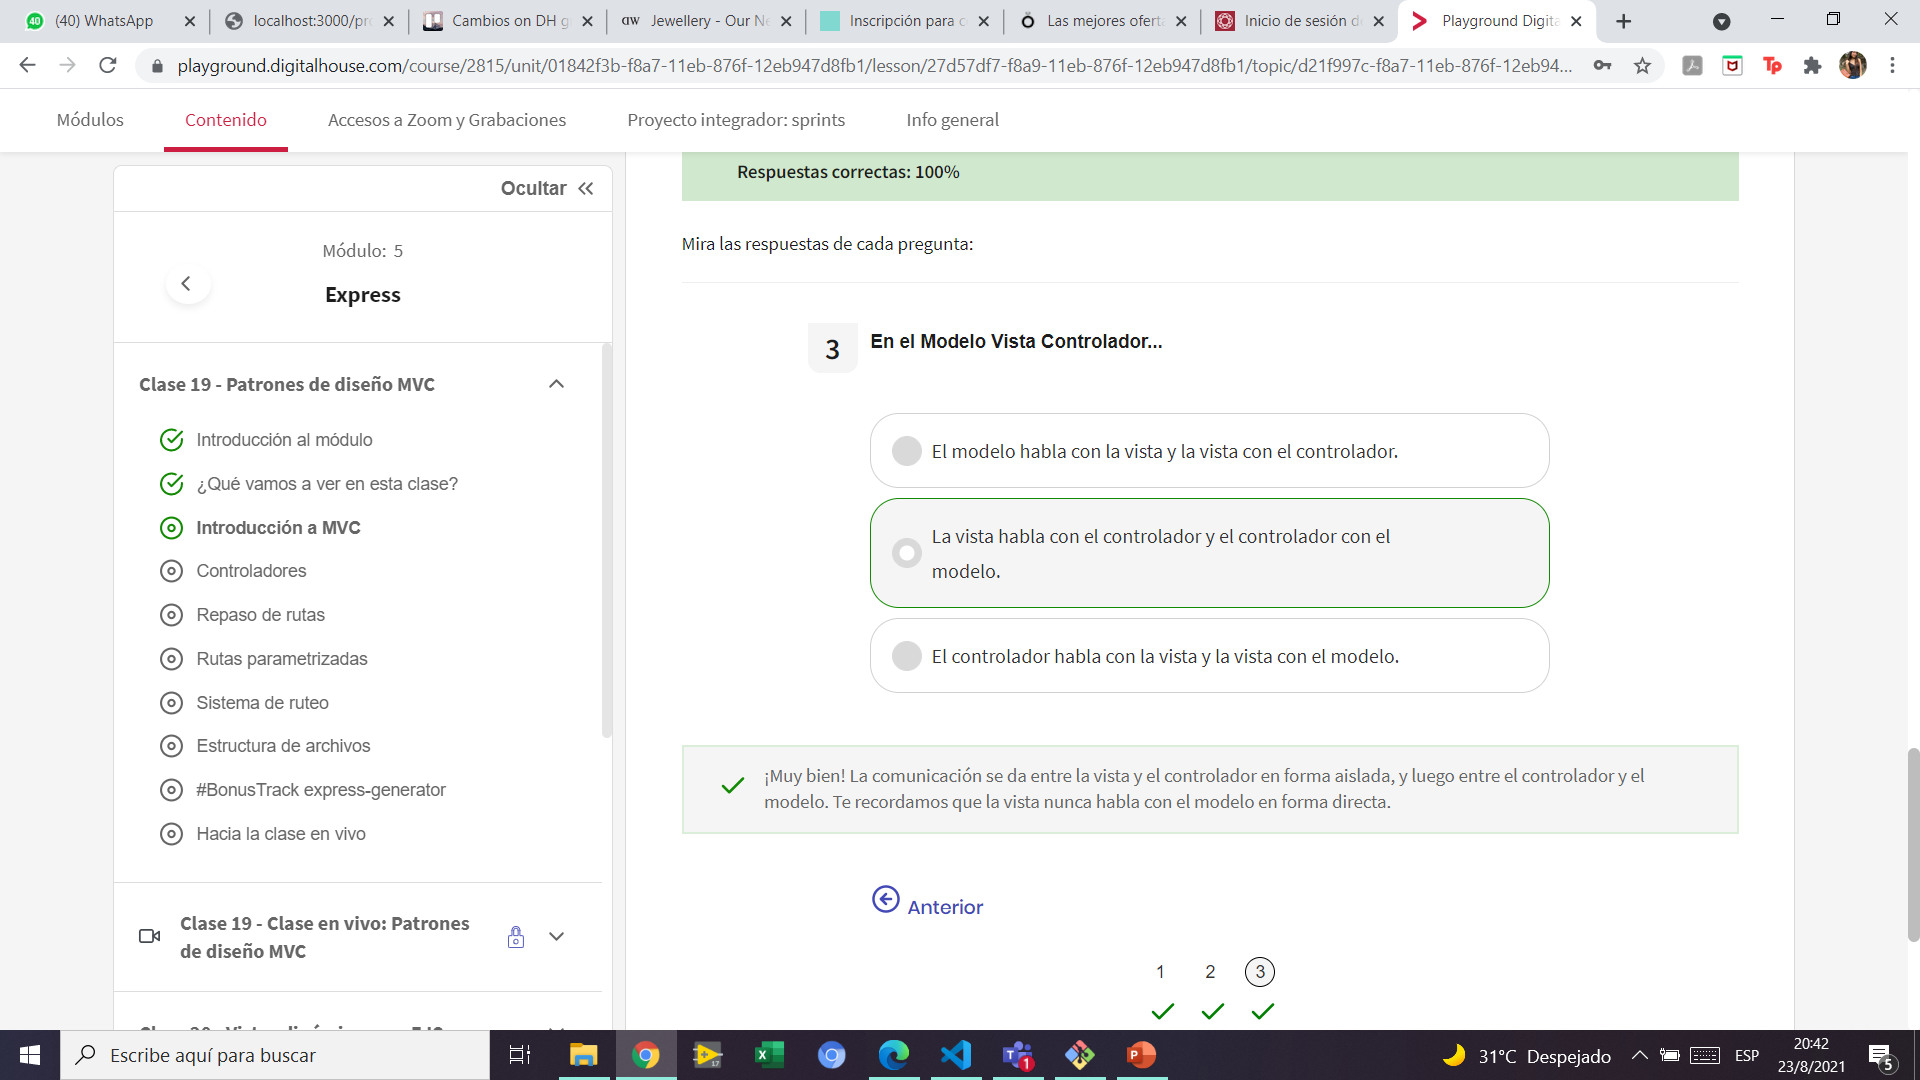 (40) WhatsApp
localhost:3000/pr
Cambios on DH g
Jewellery - Our Ne
Inscripción para c
Las mejores oferta
Inicio de sesión d
Playground Digita
playground.digitalhouse.com/course/2815/unit/01842f3b-f8a7-11eb-876f-12eb947d8fb1/lesson/27d57df7-f8a9-11eb-876f-12eb947d8fb1/topic/d21f997c-f8a7-11eb-876f-12eb94...
Módulos
Contenido
Accesos a Zoom y Grabaciones
Proyecto integrador: sprints
Info general
Ocultar
Módulo: 5
Express
Clase 19 - Patrones de diseño MVC
Introducción al módulo
¿Qué vamos a ver en esta clase?
Introducción a MVC
Controladores
Repaso de rutas
Rutas parametrizadas
Sistema de ruteo
Estructura de archivos
#BonusTrack express-generator
Hacia la clase en vivo
Clase 19 - Clase en vivo: Patrones
de diseño MVC
Respuestas correctas: 100%
Mira las respuestas de cada pregunta:
3
En el Modelo Vista Controlador...
El modelo habla con la vista y la vista con el controlador.
La vista habla con el controlador y el controlador con el
modelo.
El controlador habla con la vista y la vista con el modelo.
¡Muy bien! La comunicación se da entre la vista y el controlador en forma aislada, y luego entre el controlador y el
modelo. Te recordamos que la vista nunca habla con el modelo en forma directa.
Anterior
1 2 3
Escribe aquí para buscar
31°C Despejado
ESP
20:42
23/8/2021
5